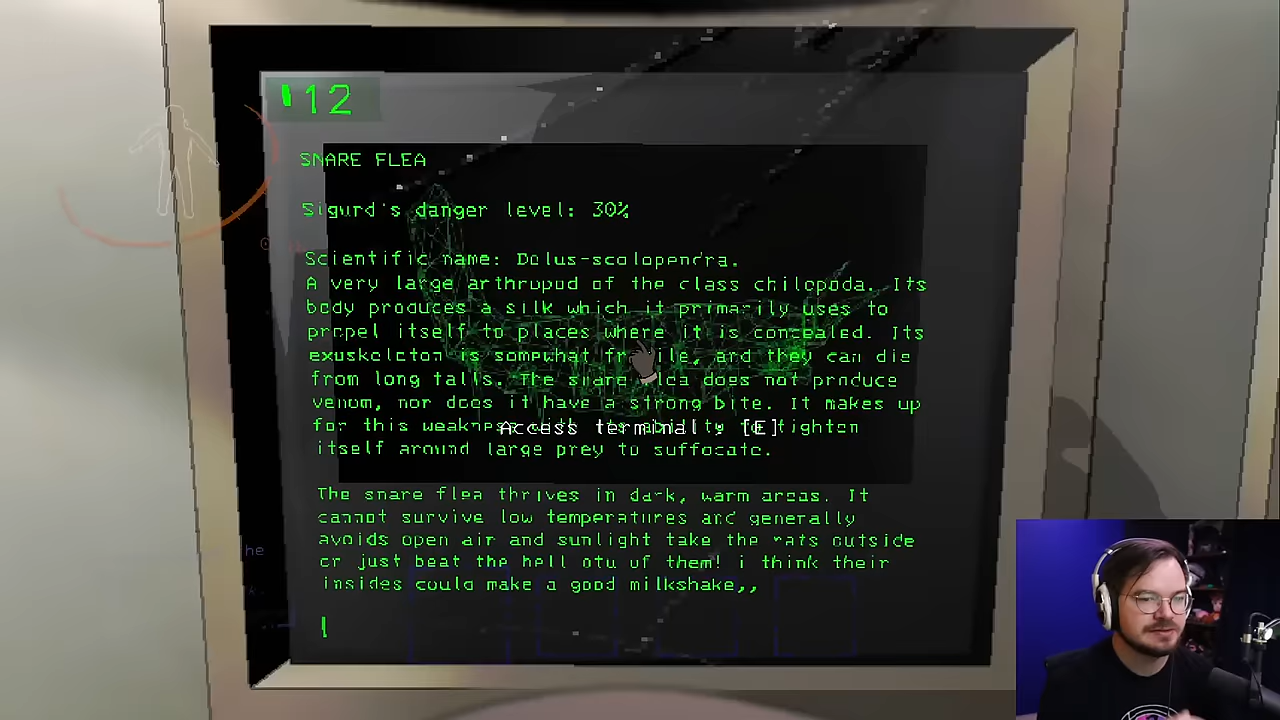 12
SNARE FLEA
Sigurd's danger level: 30%
Scientific name: Dolus-scolopendra.
A very large arthropod of the class chilopoda. Its
body produces a silk which it primarily uses to
propel itself to places where it is concealed. Its
exoskeleton is somewhat fragile, and they can die
from long falls. The snare flea does not produce
venom, nor does it have a strong bite. It makes up
for this weakness with its ability to tighten
Access terminal : [E]
itself around large prey to suffocate.
The snare flea thrives in dark, warm areas. It
cannot survive low temperatures and generally
avoids open air and sunlight take the rats outside
or just beat the hell otu of them! i think their
insides could make a good milkshake,,
he